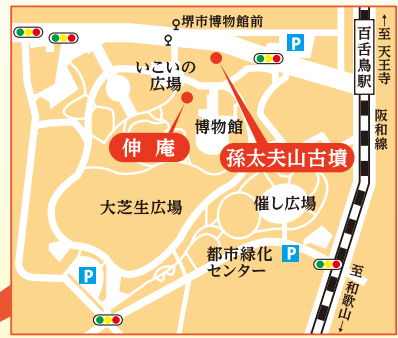 堺市博物館前
P
百舌鳥駅
←至 天王寺
いこいの
広場
阪和線
博物館
伸庵
孫太夫山古墳
大芝生広場
催し広場
都市緑化
センター
P
P
至 和歌山→